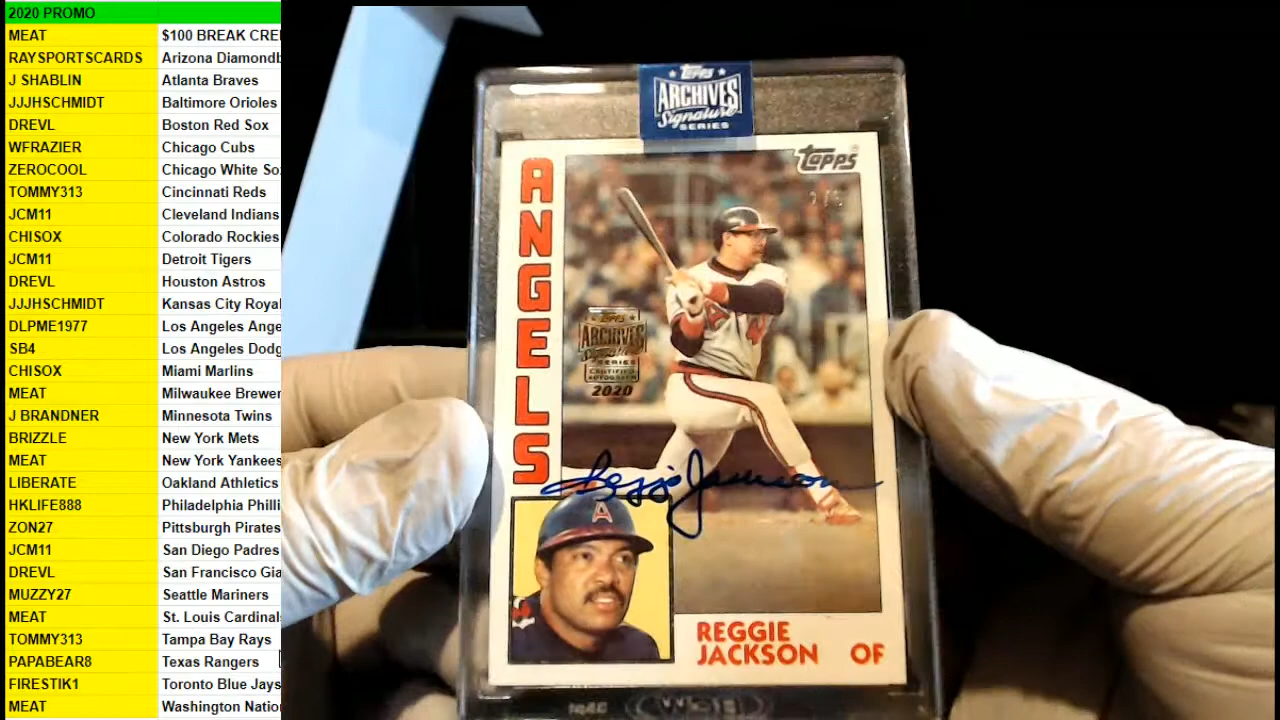 2020 PROMO
MEAT $100 BREAK CRE
RAYSPORTSCARDS Arizona Diamondb
J SHABLIN Atlanta Braves
JJJHSCHMIDT Baltimore Orioles
DREVL Boston Red Sox
WFRAZIER Chicago Cubs
ZEROCOOL Chicago White So
TOMMY313 Cincinnati Reds
JCM11 Cleveland Indians
CHISOX Colorado Rockies
JCM11 Detroit Tigers
DREVL Houston Astros
JJJHSCHMIDT Kansas City Royal
DLPME1977 Los Angeles Ange
SB4 Los Angeles Dodg
CHISOX Miami Marlins
MEAT Milwaukee Brewer
J BRANDNER Minnesota Twins
BRIZZLE New York Mets
MEAT New York Yankees
LIBERATE Oakland Athletics
HKLIFE888 Philadelphia Philli
ZON27 Pittsburgh Pirates
JCM11 San Diego Padres
DREVL San Francisco Gia
MUZZY27 Seattle Mariners
MEAT St. Louis Cardinals
TOMMY313 Tampa Bay Rays
PAPABEAR8 Texas Rangers
FIRESTIK1 Toronto Blue Jays
MEAT Washington Natio
Topps
ARCHIVES
Signature
SERIES
Topps
ANGELS
Topps
ARCHIVES
Signature
SERIES
CERTIFIED
AUTOGRAPH
2020
Reggie Jackson
A
REGGIE
JACKSON OF